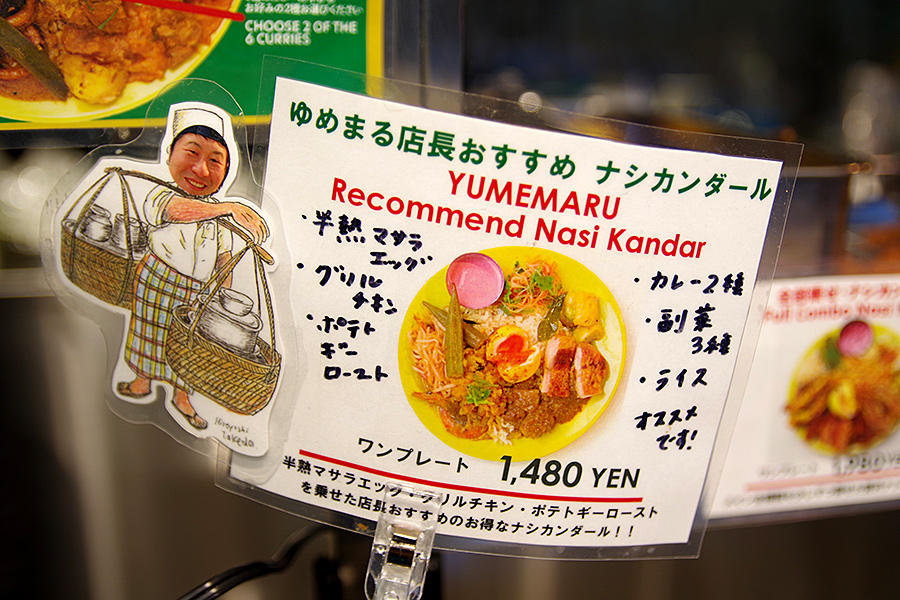 お好みの2種お選びください
CHOOSE 2 OF THE
6 CURRIES
ゆめまる店長おすすめ ナシカンダール
YUMEMARU
Recommend Nasi Kandar
・半熟マサラ
エッグ
・グリル
チキン
・ポテト
ギー
ロースト
・カレー2種
・副菜
3種
・ライス
オススメ
です!
ワンプレート 1,480 YEN
半熟マサラエッグ・グリルチキン・ポテトギーロースト
を乗せた店長おすすめのお得なナシカンダール!!
Hiroyoshi
Takeda
Full Combo Nasi